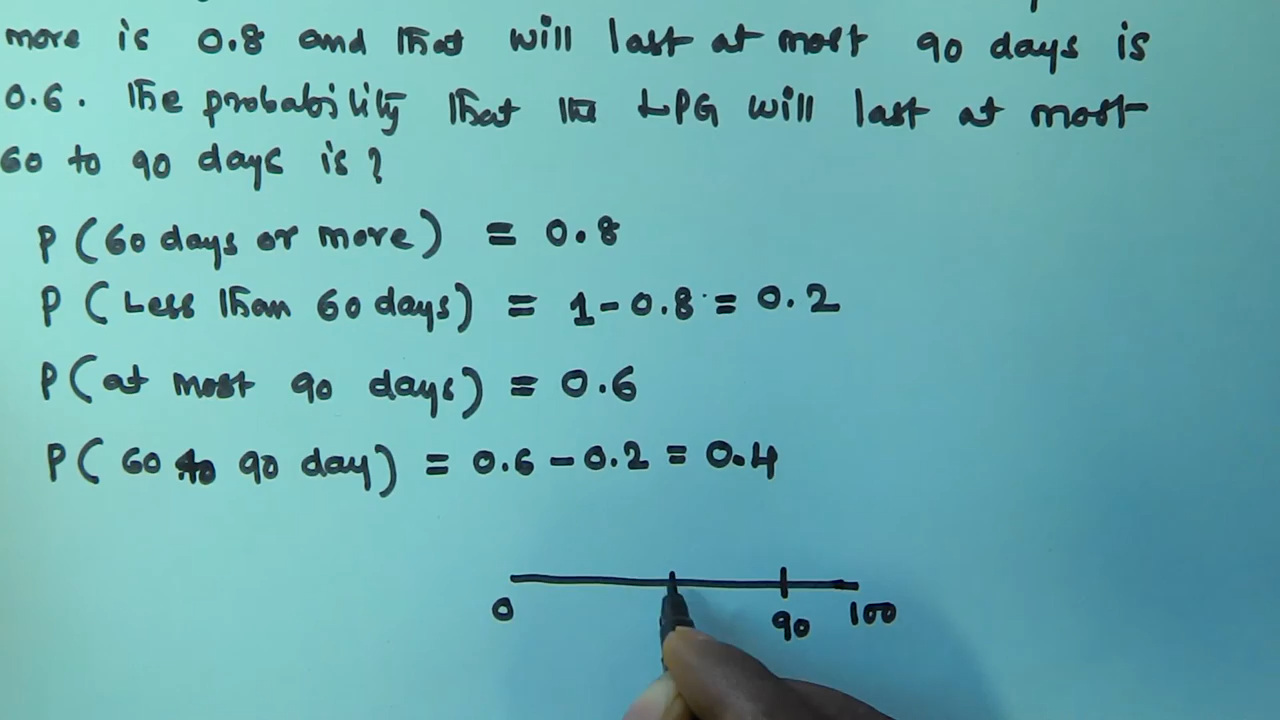 more is 0.8 and that will last at most 90 days is
0.6. The probability that the LPG will last at most
60 to 90 days is?
P(60 days or more) = 0.8
P(Less than 60 days) = 1-0.8 = 0.2
P(at most 90 days) = 0.6
P(60 to 90 day) = 0.6-0.2 = 0.4
0 90 100